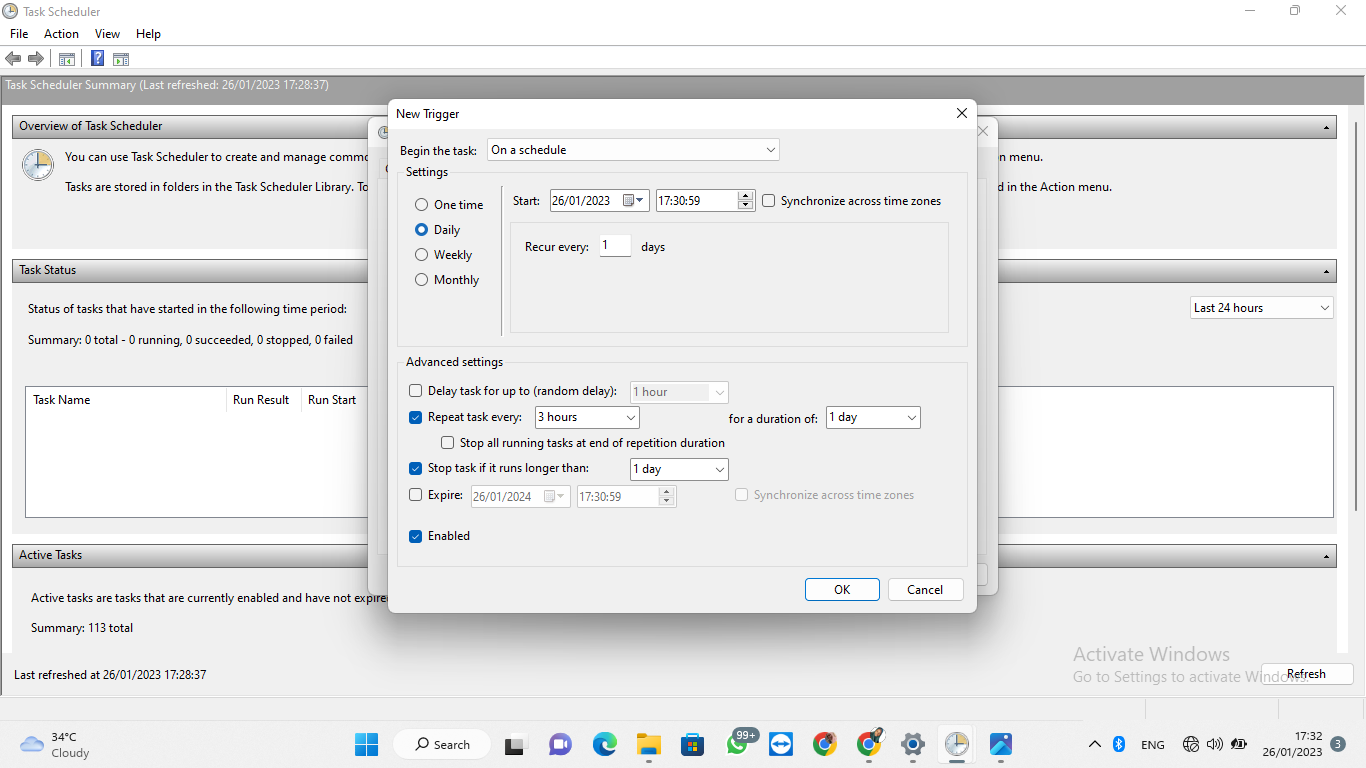 Task Scheduler
File Action View Help
Task Scheduler Summary (Last refreshed: 26/01/2023 17:28:37)
Overview of Task Scheduler
You can use Task Scheduler to create and manage
n menu.
Tasks are stored in folders in the Task Scheduler Library.
d in the Action menu.
Task Status
Status of tasks that have started in the following time period:
Last 24 hours
Summary: 0 total - 0 running, 0 succeeded, 0 stopped, 0 failed
Task Name Run Result Run Start
Active Tasks
Active tasks are tasks that are currently enabled and have not
Summary: 113 total
Last refreshed at 26/01/2023 17:28:37
Refresh
New Trigger
Begin the task: On a schedule
Settings
One time
Daily
Weekly
Monthly
Start: 26/01/2023 17:30:59 Synchronize across time zones
Recur every: 1 days
Advanced settings
Delay task for up to (random delay): 1 hour
Repeat task every: 3 hours for a duration of: 1 day
Stop all running tasks at end of repetition duration
Stop task if it runs longer than: 1 day
Expire: 26/01/2024 17:30:59 Synchronize across time zones
Enabled
OK Cancel
Activate Windows
Go to Settings to activate Windows.
34°C
Cloudy
Search
99+
ENG
17:32
26/01/2023
3